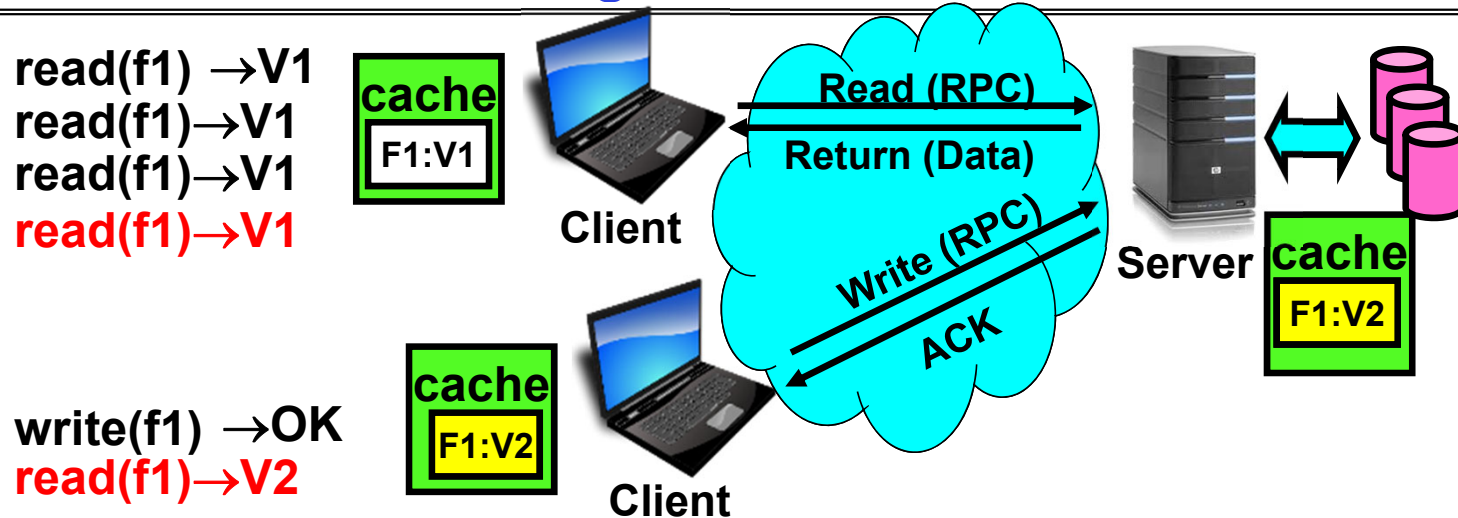 read(f1) →V1
read(f1)→V1
read(f1)→V1
read(f1)→V1
cache
F1:V1
Client
Read (RPC)
Return (Data)
Write (RPC)
ACK
Server
cache
F1:V2
write(f1) →OK
read(f1)→V2
cache
F1:V2
Client